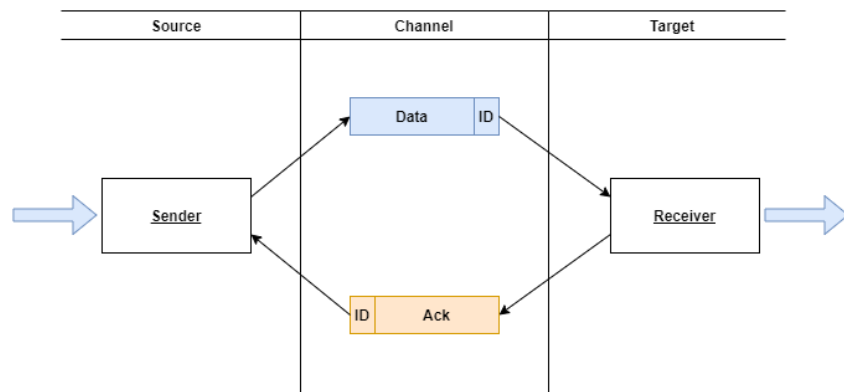 Source Channel Target
Data ID
Sender Receiver
ID Ack